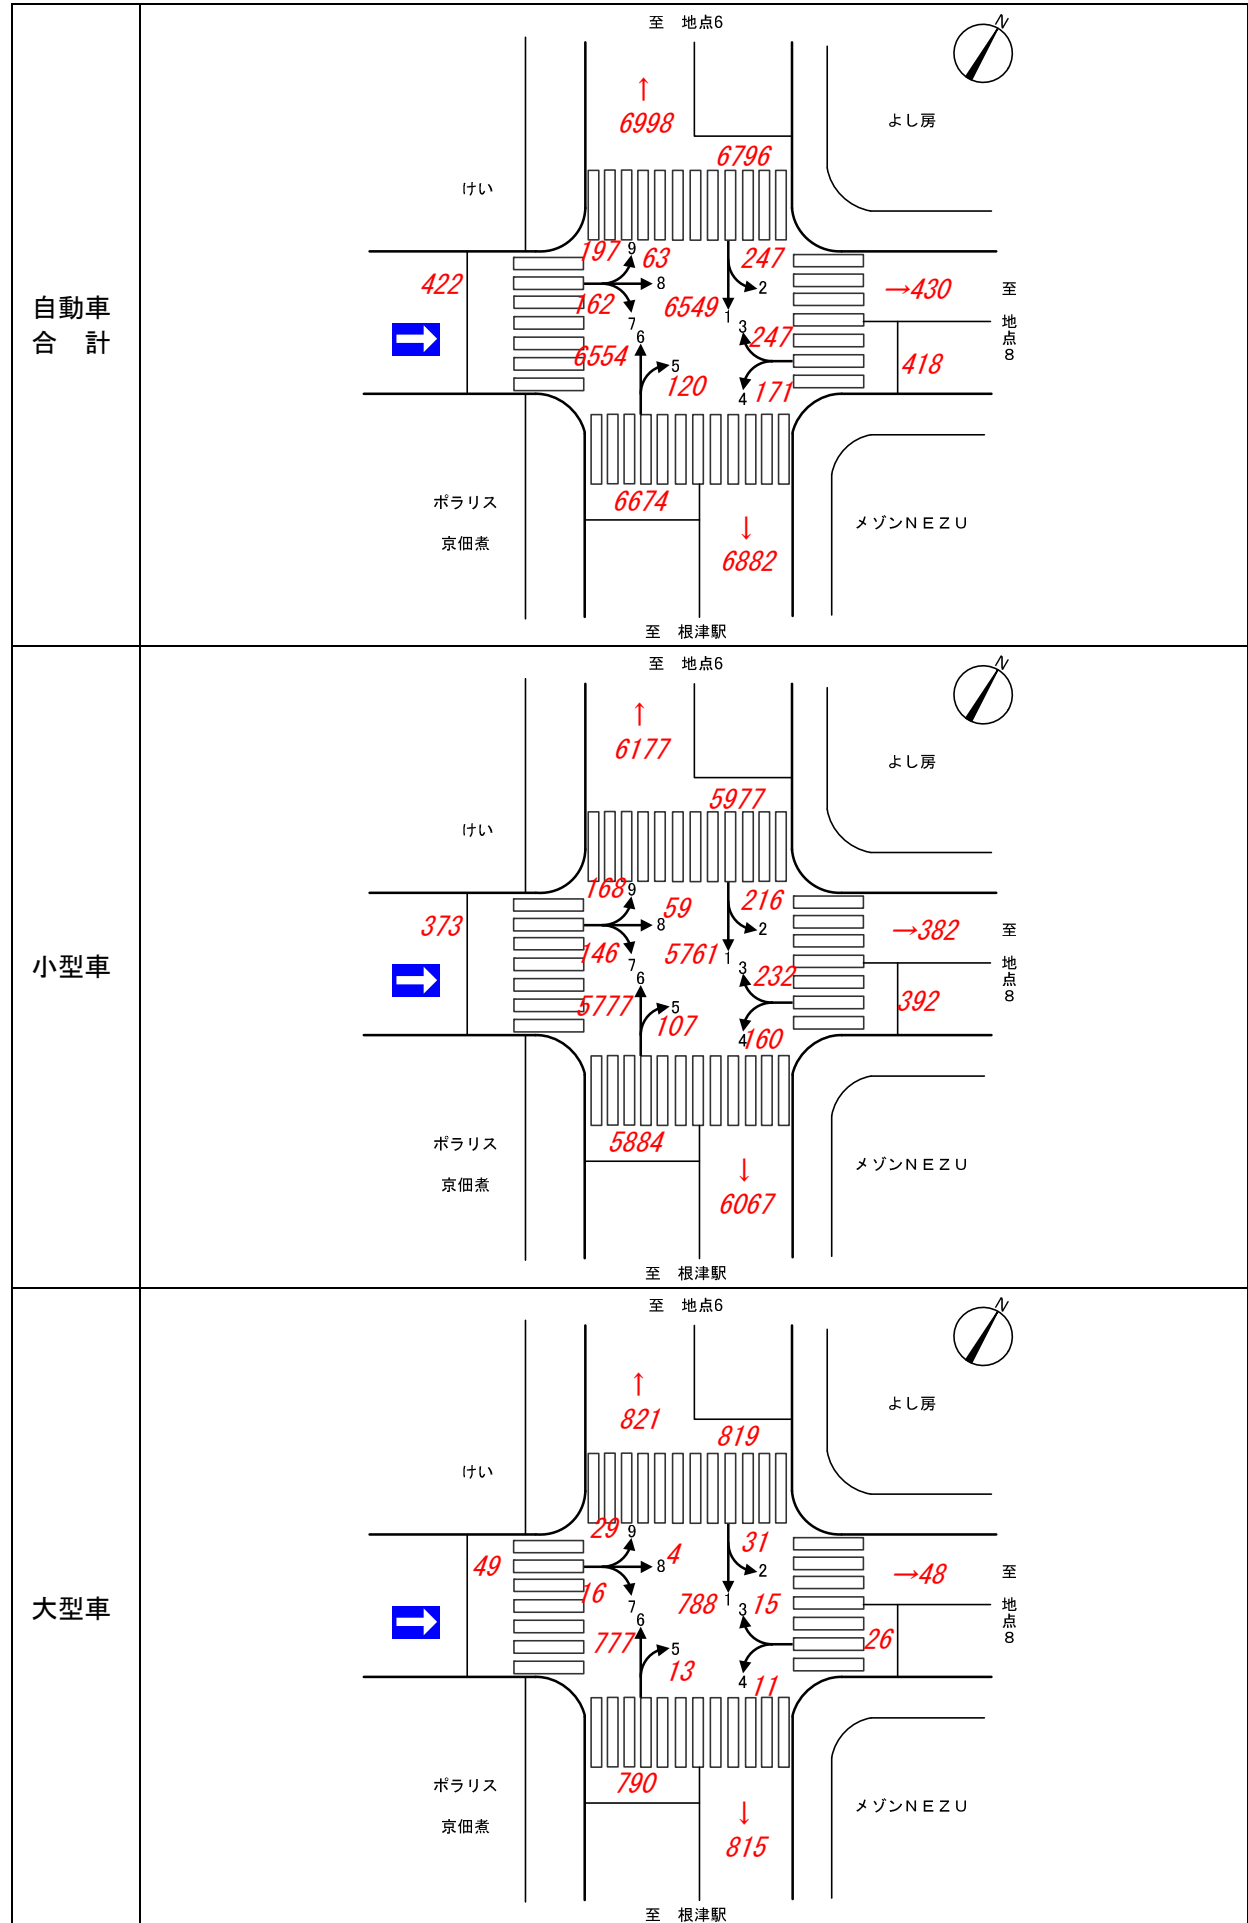 自動車
合　計
至　地点6
N
↑
6998
よし房
6796
けい
197
9
63
247
422
8
2
→430
至
地
点
8
162
6549
1
7
3
247
6
6554
5
418
120
4
171
ポラリス
6674
メゾンＮＥＺＵ
京佃煮
↓
6882
至　根津駅
小型車
至　地点6
N
↑
6177
よし房
5977
けい
168
9
59
216
373
8
2
→382
至
地
点
8
146
5761
1
7
3
232
6
5777
5
392
107
4
160
ポラリス
5884
メゾンＮＥＺＵ
京佃煮
↓
6067
至　根津駅
大型車
至　地点6
N
↑
821
よし房
819
けい
29
9
4
31
49
8
2
→48
至
地
点
8
16
788
1
7
3
15
6
777
5
26
13
4
11
ポラリス
790
メゾンＮＥＺＵ
京佃煮
↓
815
至　根津駅